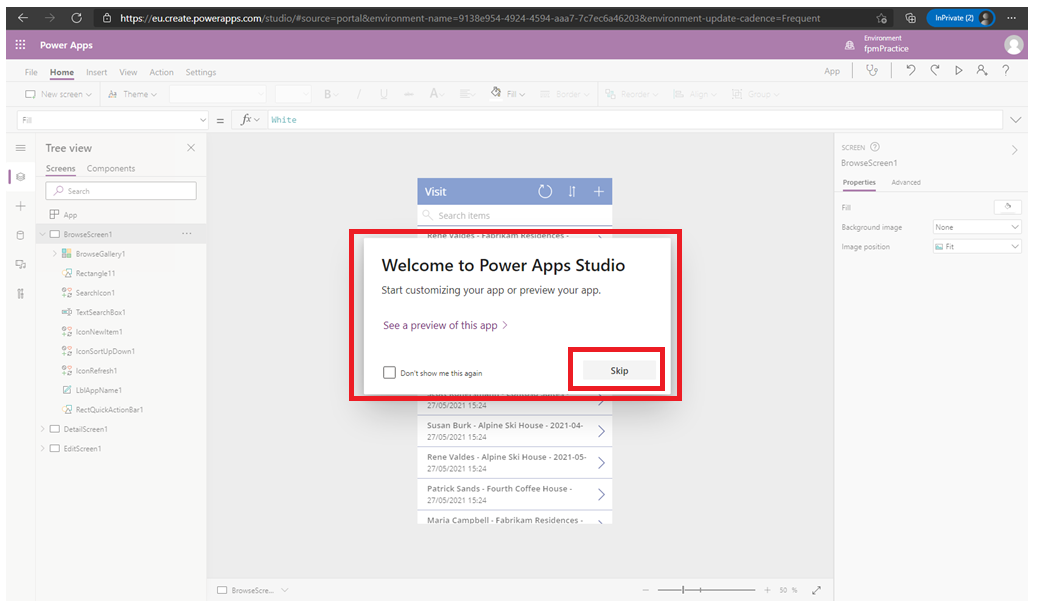 https://eu.create.powerapps.com/studio/#source=portal&environment-name=9138e954-4924-4594-aaa7-7c7ec6a46203&environment-update-cadence=Frequent
InPrivate (2)
Power Apps
Environment
fpmPractice
File Home Insert View Action Settings
App
New screen Theme B / U A Fill Border Reorder Align Group
Fill = fx White
Tree view
Screens Components
Search
App
BrowseScreen1
BrowseGallery1
Rectangle11
SearchIcon1
TextSearchBox1
IconNewItem1
IconSortUpDown1
IconRefresh1
LblAppName1
RectQuickActionBar1
DetailScreen1
EditScreen1
Visit
Search items
Rene Valdes - Fabrikam Residences -
Welcome to Power Apps Studio
Start customizing your app or preview your app.
See a preview of this app
Don't show me this again
Skip
27/05/2021 15:24
Susan Burk - Alpine Ski House - 2021-04-
27/05/2021 15:24
Rene Valdes - Alpine Ski House - 2021-05-
27/05/2021 15:24
Patrick Sands - Fourth Coffee House -
27/05/2021 15:24
Maria Campbell - Fabrikam Residences -
SCREEN
BrowseScreen1
Properties Advanced
Fill
Background image None
Image position Fit
BrowseScre...
50 %